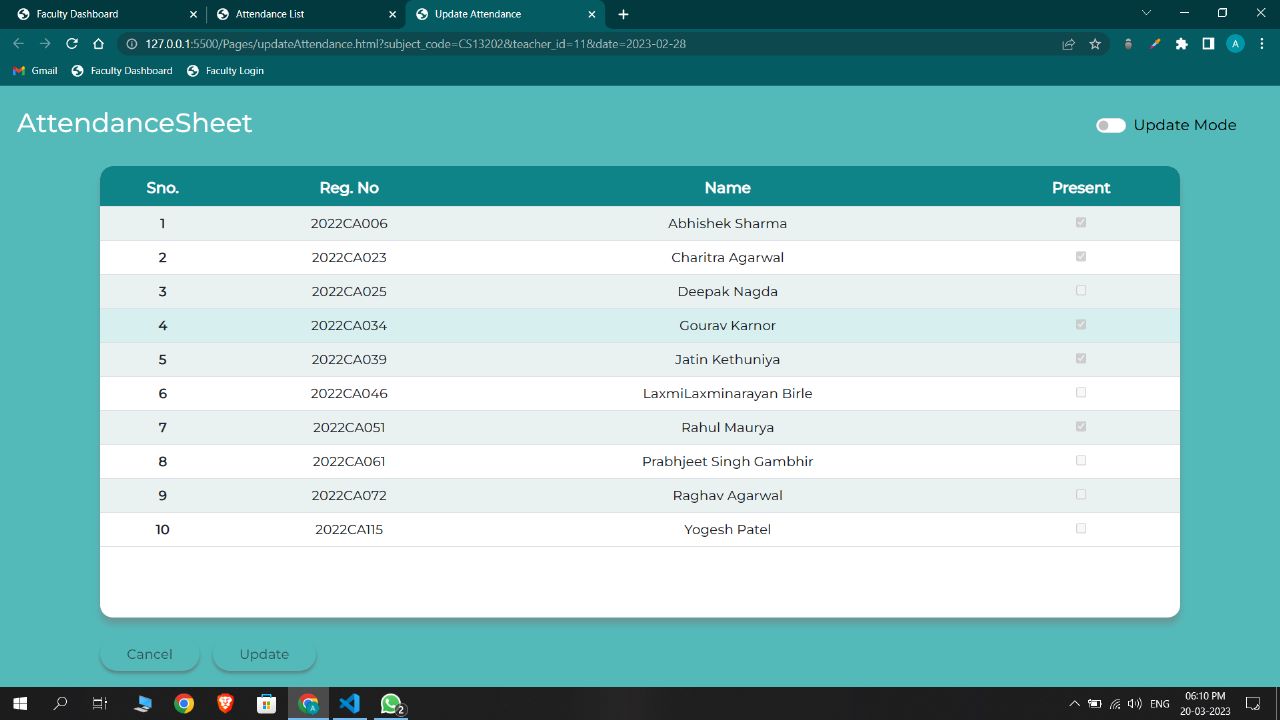 Faculty Dashboard
Attendance List
Update Attendance
127.0.0.1:5500/Pages/updateAttendance.html?subject_code=CS13202&teacher_id=11&date=2023-02-28
A
Gmail
Faculty Dashboard
Faculty Login
AttendanceSheet
Update Mode
Sno. Reg. No Name Present
1 2022CA006 Abhishek Sharma
2 2022CA023 Charitra Agarwal
3 2022CA025 Deepak Nagda
4 2022CA034 Gourav Karnor
5 2022CA039 Jatin Kethuniya
6 2022CA046 LaxmiLaxminarayan Birle
7 2022CA051 Rahul Maurya
8 2022CA061 Prabhjeet Singh Gambhir
9 2022CA072 Raghav Agarwal
10 2022CA115 Yogesh Patel
Cancel
Update
A
2
ENG
06:10 PM
20-03-2023